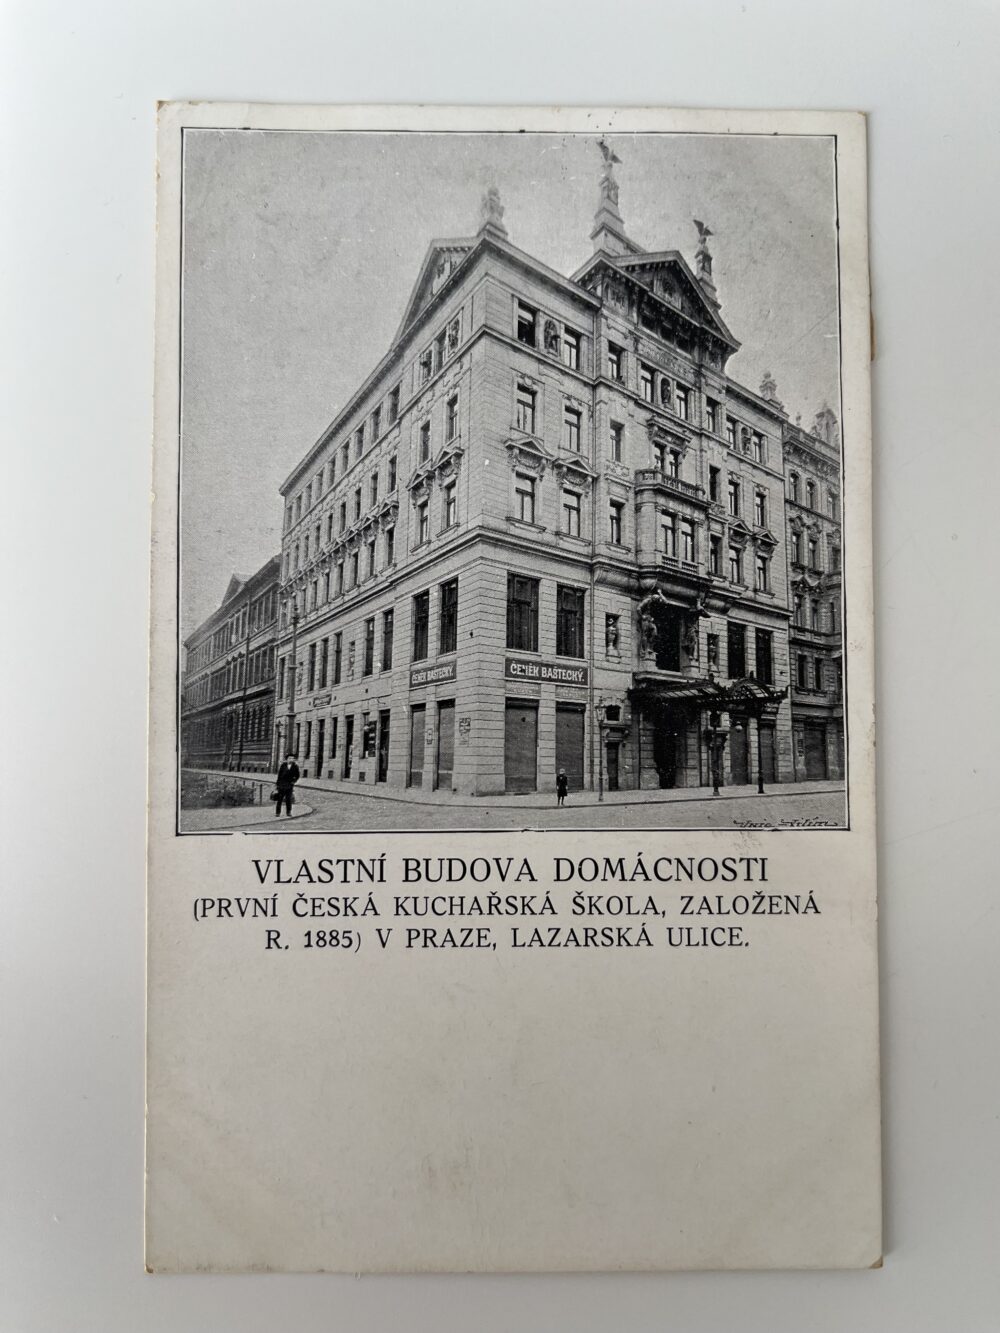 ČENĚK BAŠTECKÝ.
ČENĚK BAŠTECKÝ.
VLASTNÍ BUDOVA DOMÁCNOSTI
(PRVNÍ ČESKÁ KUCHAŘSKÁ ŠKOLA, ZALOŽENÁ
R. 1885) V PRAZE, LAZARSKÁ ULICE.